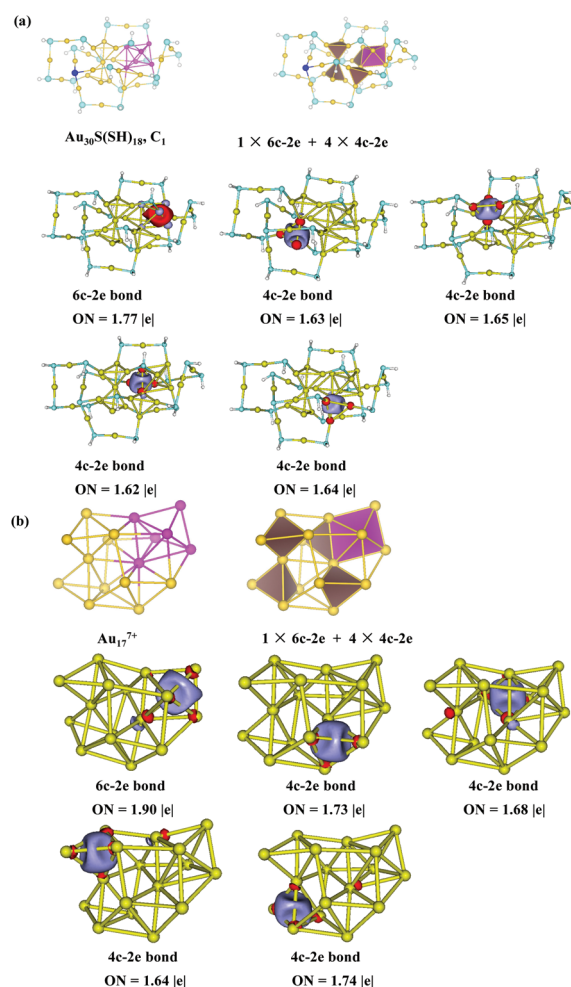 (a)
Au₃₀S(SH)₁₈, C₁
1 × 6c-2e + 4 × 4c-2e
6c-2e bond
ON = 1.77 |e|
4c-2e bond
ON = 1.63 |e|
4c-2e bond
ON = 1.65 |e|
4c-2e bond
ON = 1.62 |e|
4c-2e bond
ON = 1.64 |e|
(b)
Au₁₇⁷⁺
1 × 6c-2e + 4 × 4c-2e
6c-2e bond
ON = 1.90 |e|
4c-2e bond
ON = 1.73 |e|
4c-2e bond
ON = 1.68 |e|
4c-2e bond
ON = 1.64 |e|
4c-2e bond
ON = 1.74 |e|